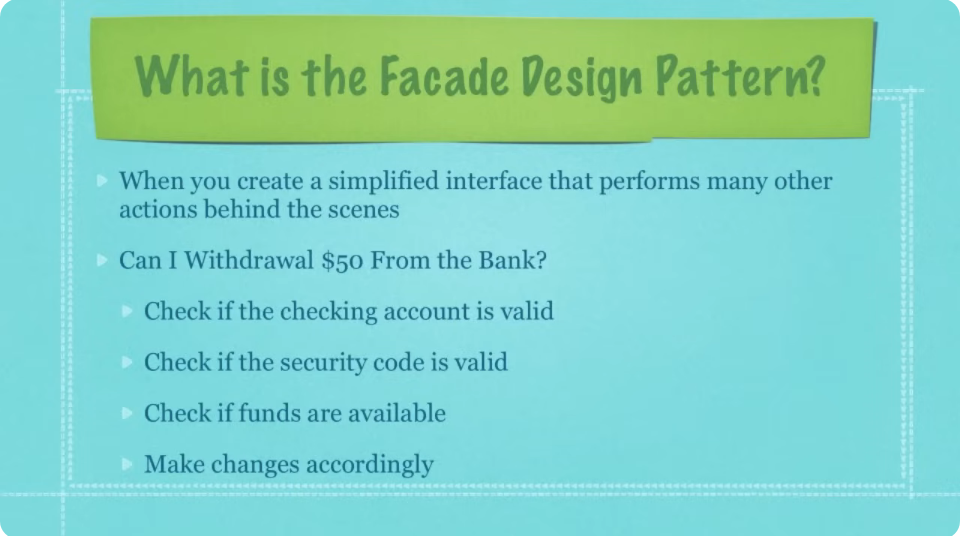 What is the Facade Design Pattern?
When you create a simplified interface that performs many other
actions behind the scenes
Can I Withdrawal $50 From the Bank?
Check if the checking account is valid
Check if the security code is valid
Check if funds are available
Make changes accordingly